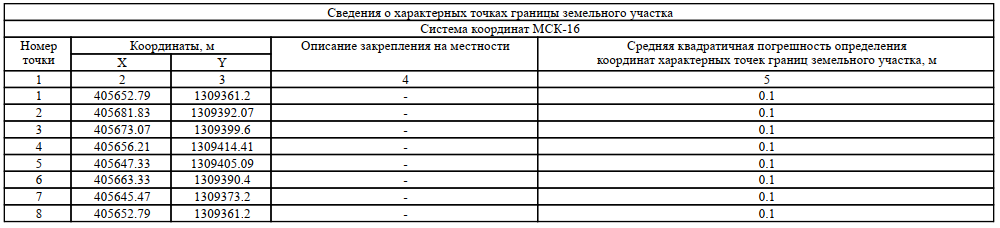 Сведения о характерных точках границы земельного участка
Система координат МСК-16
Номер точки Координаты, м Описание закрепления на местности Средняя квадратичная погрешность определения координат характерных точек границ земельного участка, м
X Y
1 2 3 4 5
1 405652.79 1309361.2 - 0.1
2 405681.83 1309392.07 - 0.1
3 405673.07 1309399.6 - 0.1
4 405656.21 1309414.41 - 0.1
5 405647.33 1309405.09 - 0.1
6 405663.33 1309390.4 - 0.1
7 405645.47 1309373.2 - 0.1
8 405652.79 1309361.2 - 0.1